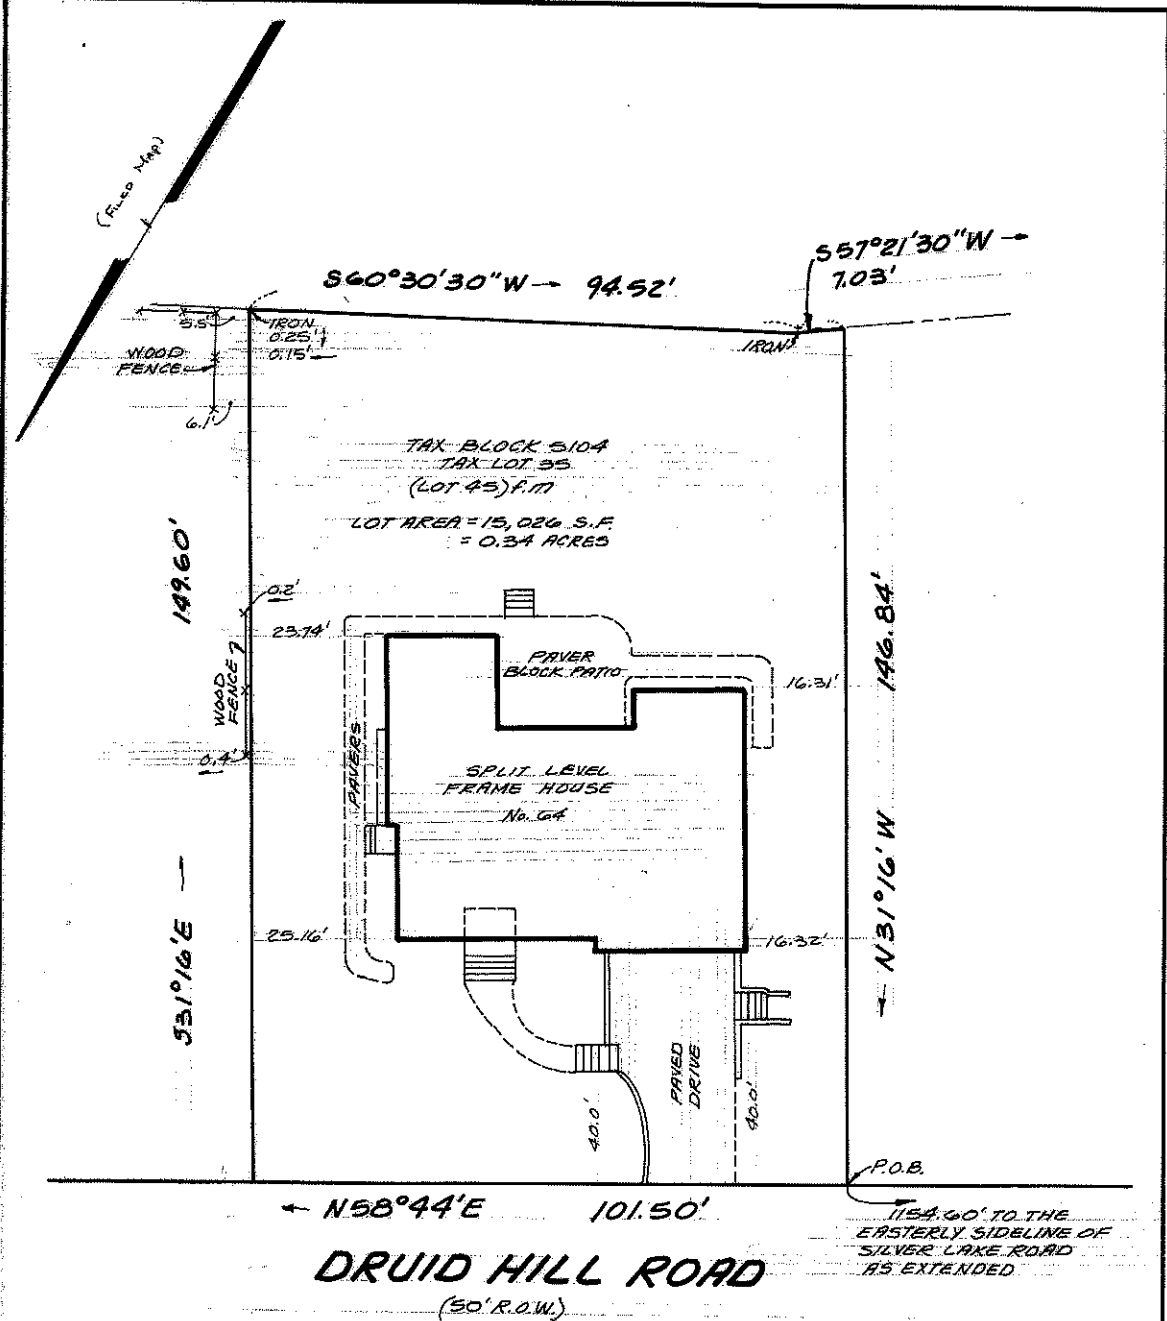 (FILED MAP)
S57°21'30"W →
7.03'
S60°30'30"W → 94.52'
5.5'
IRON
0.25'
0.15'
IRON
WOOD
FENCE
6.1'
TAX BLOCK 5104
TAX LOT 35
(LOT 45) f.m
LOT AREA = 15,026 S.F.
= 0.34 ACRES
149.60'
S31°16'E
146.84'
← N31°16'W
0.2'
23.74'
WOOD
FENCE
0.4'
PAVER
BLOCK PATIO
16.31'
PAVERS
SPLIT LEVEL
FRAME HOUSE
No. 64
25.16'
16.32'
PAVED
DRIVE
40.0'
40.0'
P.O.B.
← N58°44'E 101.50'
1154.60' TO THE
EASTERLY SIDELINE OF
SILVER LAKE ROAD
AS EXTENDED
DRUID HILL ROAD
(50' R.O.W.)